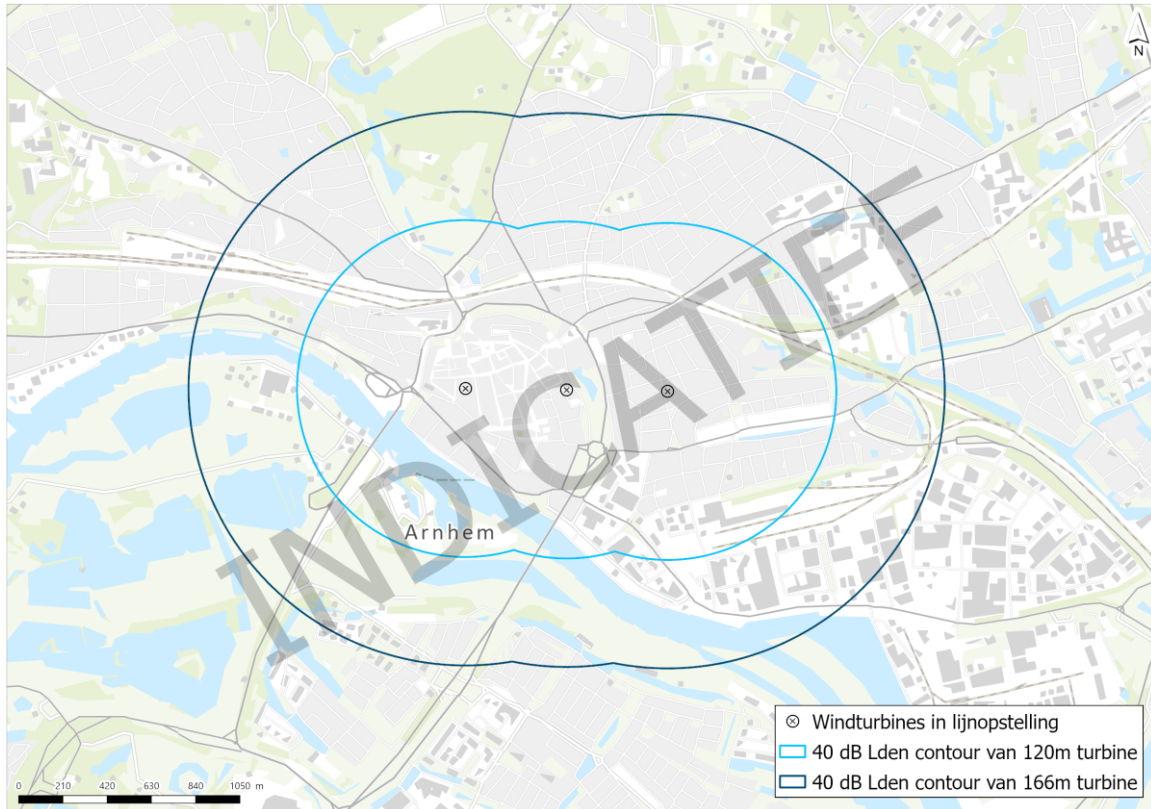 N
INDICATIEF
Arnhem
Windturbines in lijnopstelling
40 dB Lden contour van 120m turbine
40 dB Lden contour van 166m turbine
0 210 420 630 840 1050 m